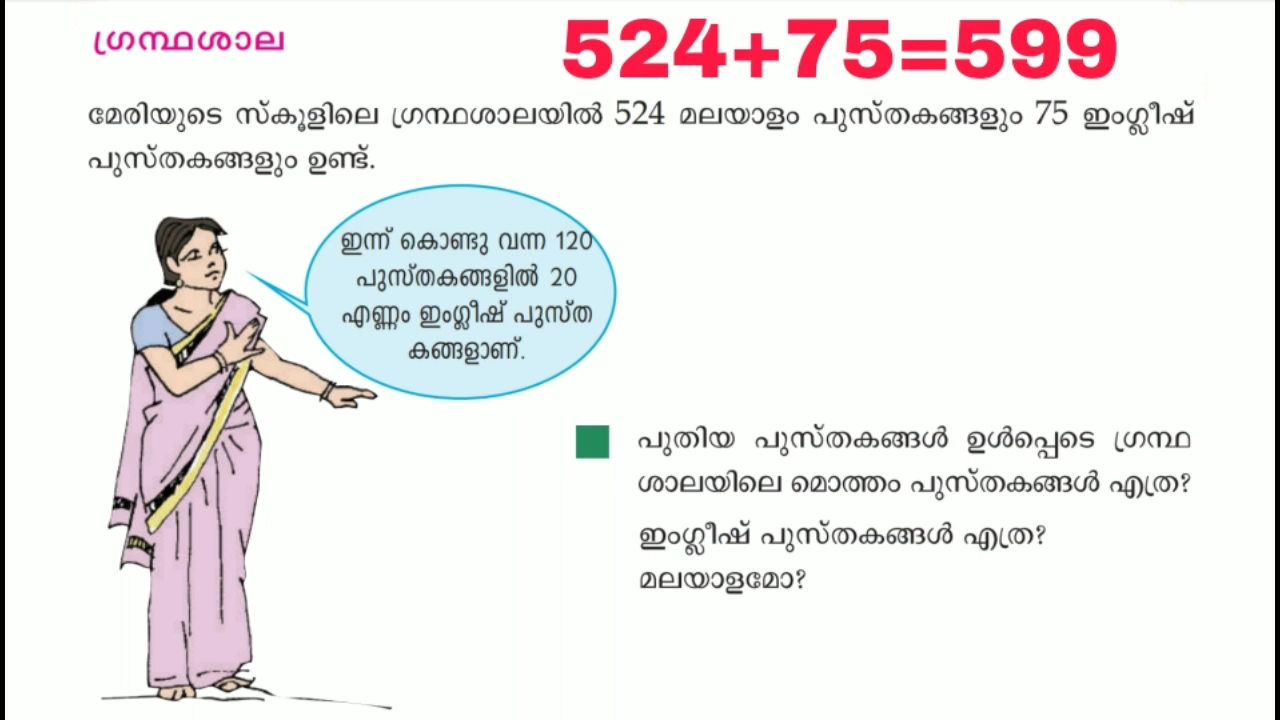 ഗ്രന്ഥശാല
524+75=599
മേരിയുടെ സ്കൂളിലെ ഗ്രന്ഥശാലയിൽ 524 മലയാളം പുസ്തകങ്ങളും 75 ഇംഗ്ലീഷ്
പുസ്തകങ്ങളും ഉണ്ട്.
ഇന്ന് കൊണ്ടു വന്ന 120
പുസ്തകങ്ങളിൽ 20
എണ്ണം ഇംഗ്ലീഷ് പുസ്ത
കങ്ങളാണ്.
പുതിയ പുസ്തകങ്ങൾ ഉൾപ്പെടെ ഗ്രന്ഥ
ശാലയിലെ മൊത്തം പുസ്തകങ്ങൾ എത്ര?
ഇംഗ്ലീഷ് പുസ്തകങ്ങൾ എത്ര?
മലയാളമോ?